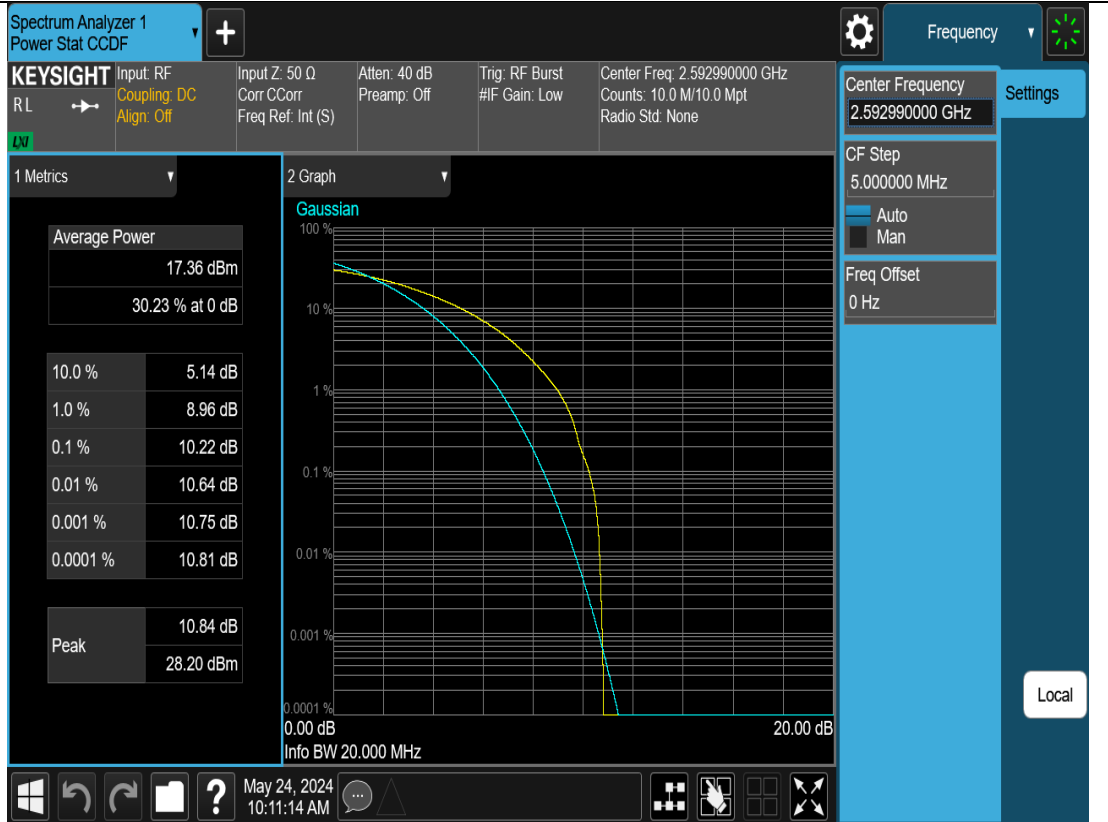 Spectrum Analyzer 1
Power Stat CCDF
+
Frequency
KEYSIGHT
RL
LXI
Input: RF
Coupling: DC
Align: Off
Input Z: 50 Ω
Corr CCorr
Freq Ref: Int (S)
Atten: 40 dB
Preamp: Off
Trig: RF Burst
#IF Gain: Low
Center Freq: 2.592990000 GHz
Counts: 10.0 M/10.0 Mpt
Radio Std: None
Center Frequency
2.592990000 GHz
Settings
CF Step
5.000000 MHz
Auto
Man
Freq Offset
0 Hz
1 Metrics
Average Power
17.36 dBm
30.23 % at 0 dB
10.0 % 5.14 dB
1.0 % 8.96 dB
0.1 % 10.22 dB
0.01 % 10.64 dB
0.001 % 10.75 dB
0.0001 % 10.81 dB
Peak
10.84 dB
28.20 dBm
2 Graph
Gaussian
100 %
10 %
1 %
0.1 %
0.01 %
0.001 %
0.0001 %
0.00 dB 20.00 dB
Info BW 20.000 MHz
Local
?
May 24, 2024
10:11:14 AM